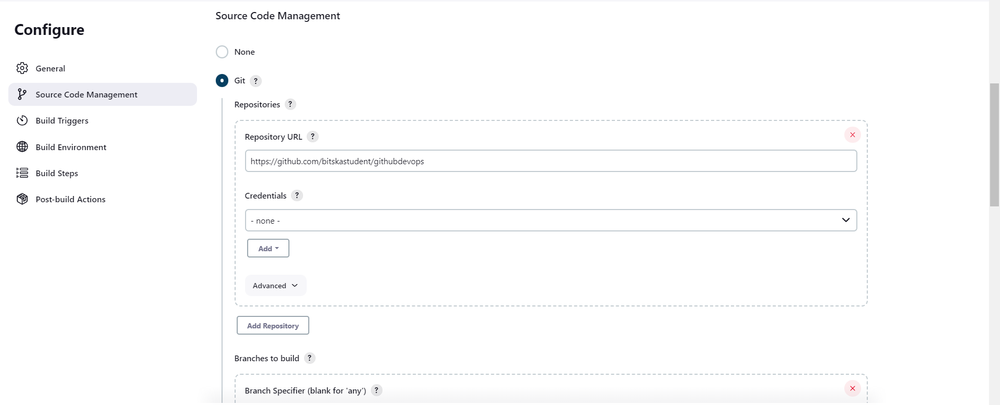 Configure
General
Source Code Management
Build Triggers
Build Environment
Build Steps
Post-build Actions
Source Code Management
None
Git ?
Repositories ?
Repository URL ?
https://github.com/bitskastudent/githubdevops
Credentials ?
- none -
Add
Advanced
Add Repository
Branches to build ?
Branch Specifier (blank for 'any') ?